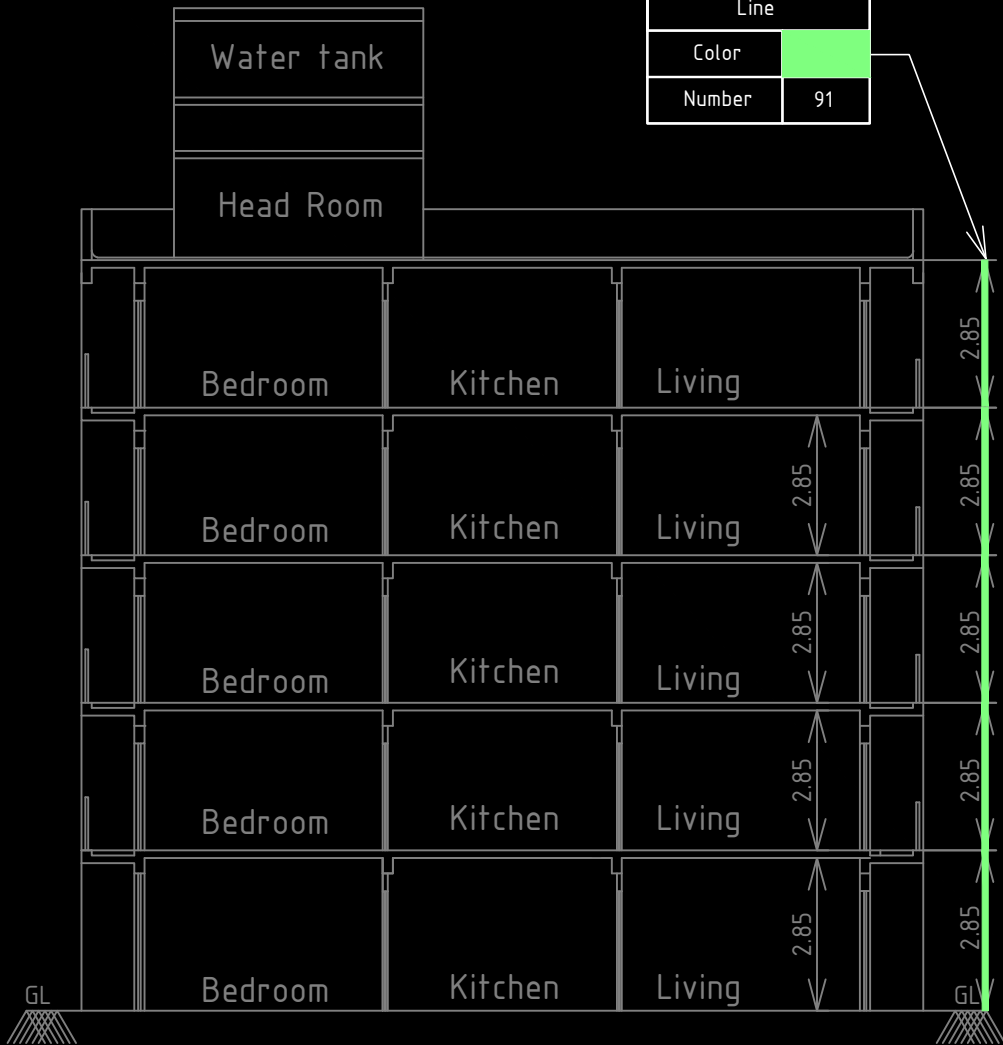 Line
Water tank
Color
Number 91
Head Room
2.85
Bedroom Kitchen Living
2.85 2.85
Bedroom Kitchen Living
2.85 2.85
Bedroom Kitchen Living
2.85 2.85
Bedroom Kitchen Living
2.85 2.85
Bedroom Kitchen Living
GL GL